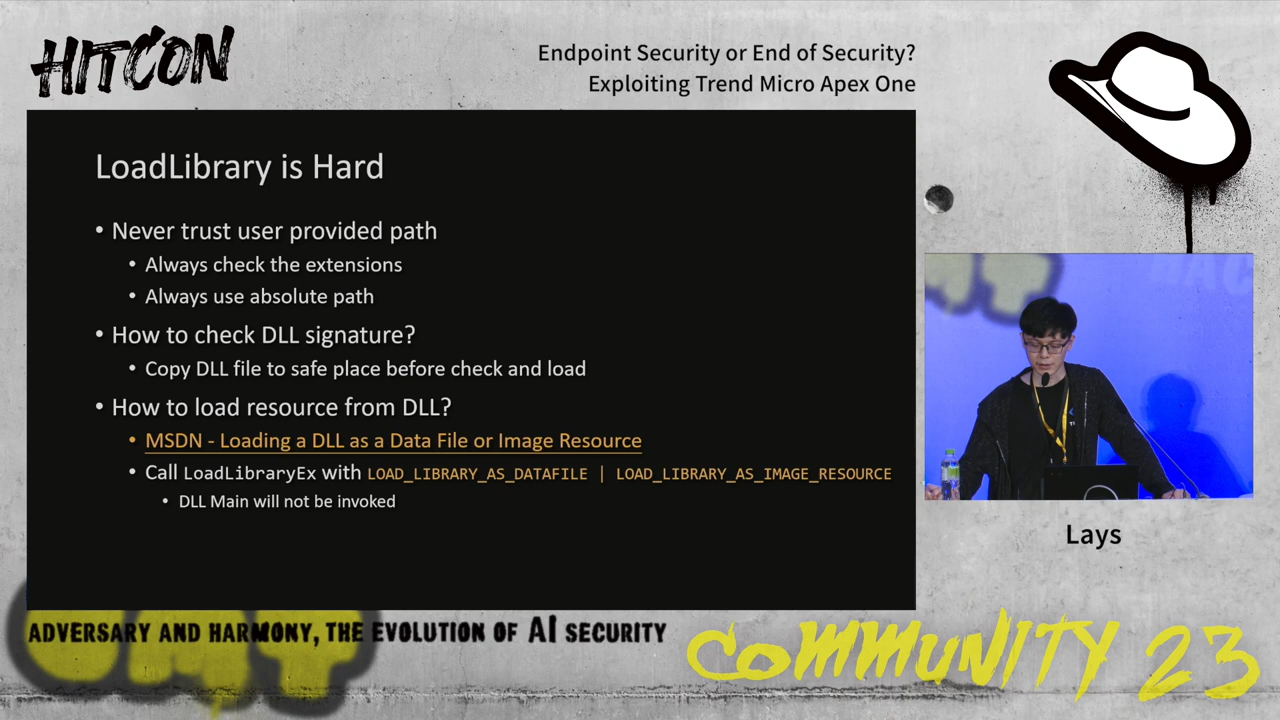 HITCON
Endpoint Security or End of Security?
Exploiting Trend Micro Apex One
LoadLibrary is Hard
• Never trust user provided path
• Always check the extensions
• Always use absolute path
• How to check DLL signature?
• Copy DLL file to safe place before check and load
• How to load resource from DLL?
• MSDN - Loading a DLL as a Data File or Image Resource
• Call LoadLibraryEx with LOAD_LIBRARY_AS_DATAFILE | LOAD_LIBRARY_AS_IMAGE_RESOURCE
• DLL Main will not be invoked
Lays
ADVERSARY AND HARMONY, THE EVOLUTION OF AI SECURITY
COMMUNITY 23